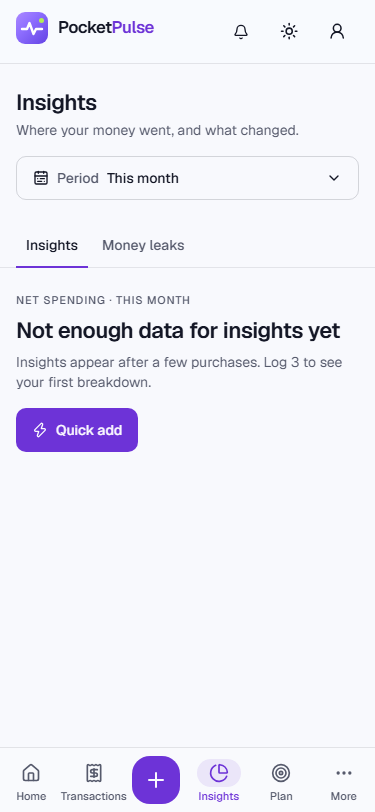 PocketPulse
Insights
Where your money went, and what changed.
Period This month
Insights Money leaks
NET SPENDING · THIS MONTH
Not enough data for insights yet
Insights appear after a few purchases. Log 3 to see
your first breakdown.
Quick add
Home Transactions Insights Plan More